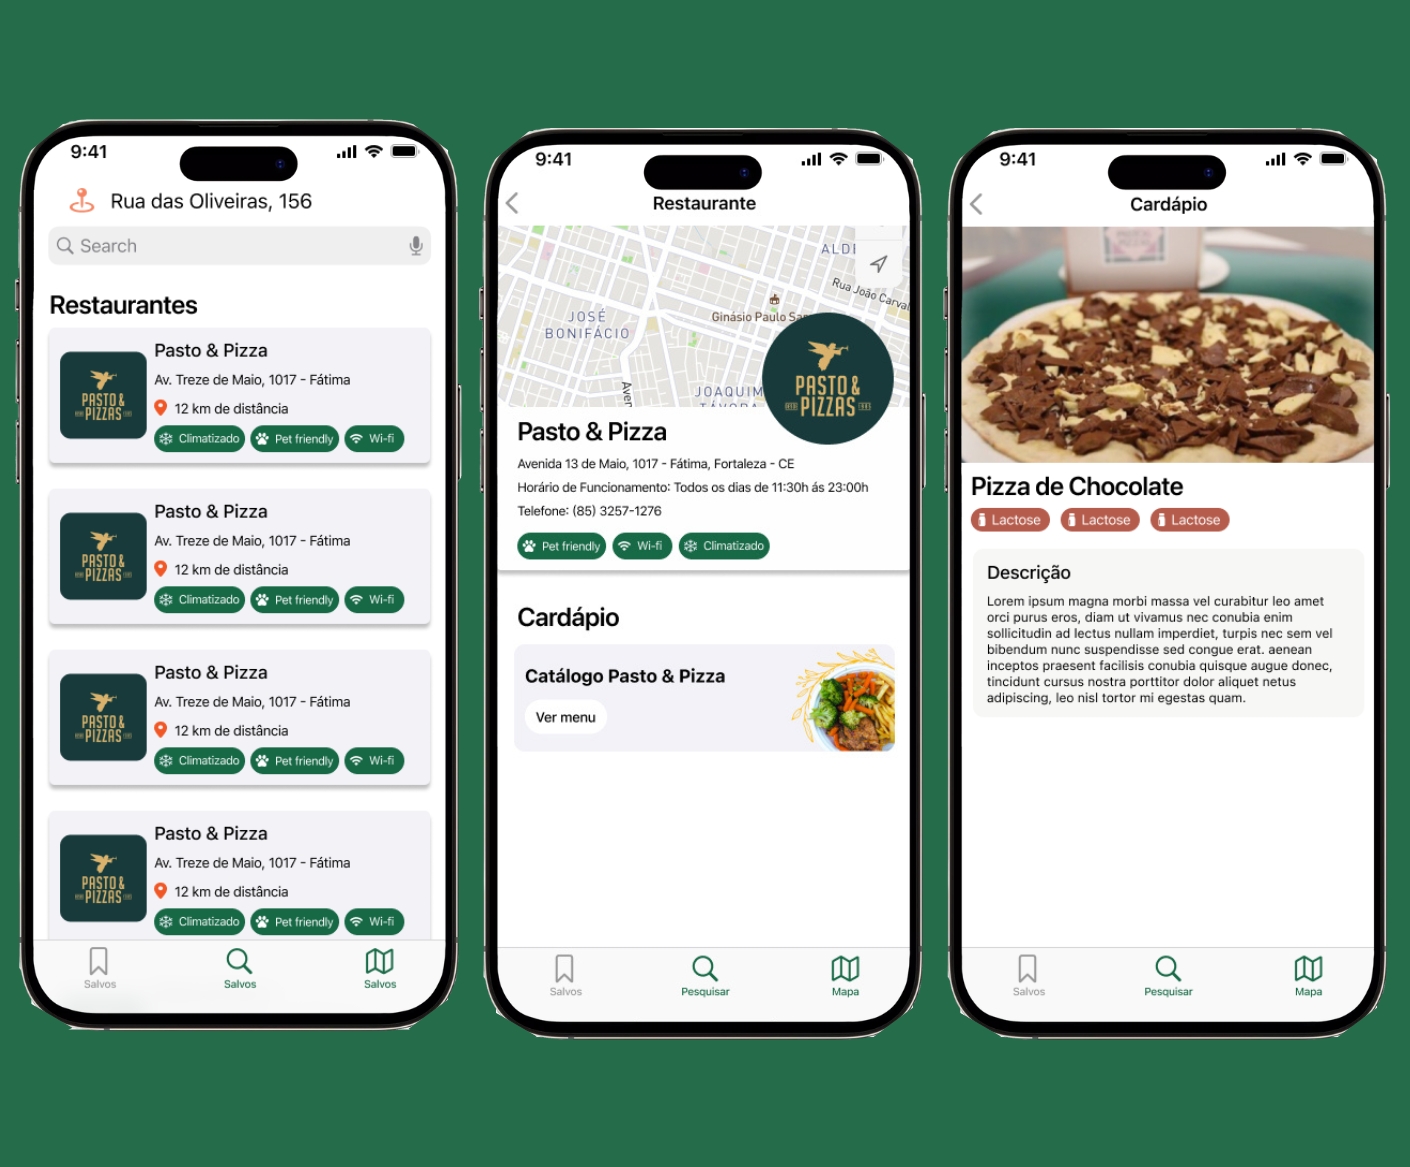 9:41
Rua das Oliveiras, 156
Search
Restaurantes
Pasto & Pizza
Av. Treze de Maio, 1017 - Fátima
12 km de distância
Climatizado Pet friendly Wi-fi
PASTO &
PIZZAS
Pasto & Pizza
Av. Treze de Maio, 1017 - Fátima
12 km de distância
Climatizado Pet friendly Wi-fi
PASTO &
PIZZAS
Pasto & Pizza
Av. Treze de Maio, 1017 - Fátima
12 km de distância
Climatizado Pet friendly Wi-fi
PASTO &
PIZZAS
Pasto & Pizza
Av. Treze de Maio, 1017 - Fátima
12 km de distância
Climatizado Pet friendly Wi-fi
PASTO &
PIZZAS
Salvos Salvos Salvos
9:41
Restaurante
ALDE
Rua João Carval
Ginásio Paulo Sar
JOSÉ
BONIFÁCIO
Aven
JOAQUIM
TÁVORA
PASTO &
PIZZAS
Pasto & Pizza
Avenida 13 de Maio, 1017 - Fátima, Fortaleza - CE
Horário de Funcionamento: Todos os dias de 11:30h ás 23:00h
Telefone: (85) 3257-1276
Pet friendly Wi-fi Climatizado
Cardápio
Catálogo Pasto & Pizza
Ver menu
Salvos Pesquisar Mapa
9:41
Cardápio
Pizza de Chocolate
Lactose Lactose Lactose
Descrição
Lorem ipsum magna morbi massa vel curabitur leo amet
orci purus eros, diam ut vivamus nec conubia enim
sollicitudin ad lectus nullam imperdiet, turpis nec sem vel
bibendum nunc suspendisse sed congue erat. aenean
inceptos praesent facilisis conubia quisque augue donec,
tincidunt cursus nostra porttitor dolor aliquet netus
adipiscing, leo nisl tortor mi egestas quam.
Salvos Pesquisar Mapa